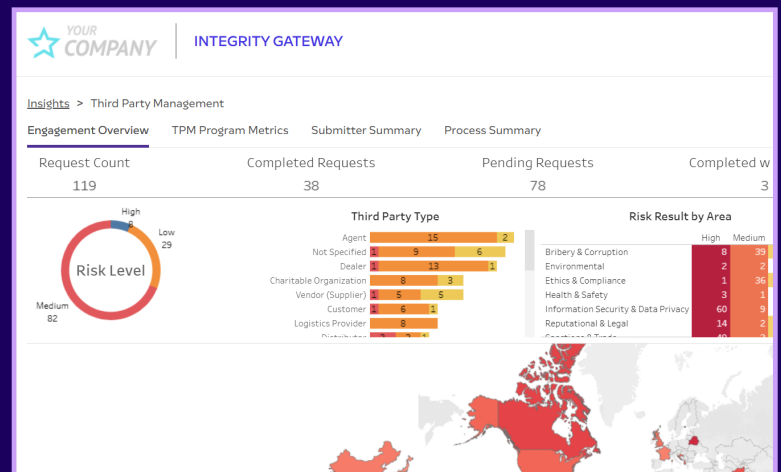 YOUR
COMPANY
INTEGRITY GATEWAY
Insights > Third Party Management
Engagement Overview TPM Program Metrics Submitter Summary Process Summary
Request Count Completed Requests Pending Requests Completed w
119 38 78 3
Risk Level
High
8
Low
29
Medium
82
Third Party Type
Agent 15 2
Not Specified 1 9 6
Dealer 1 13 1
Charitable Organization 8 3
Vendor (Supplier) 1 5 5
Customer 1 6 1
Logistics Provider 8
Distributor
Risk Result by Area
High Medium
Bribery & Corruption 8 39
Environmental 2 2
Ethics & Compliance 1 36
Health & Safety 3 1
Information Security & Data Privacy 60 9
Reputational & Legal 14 2